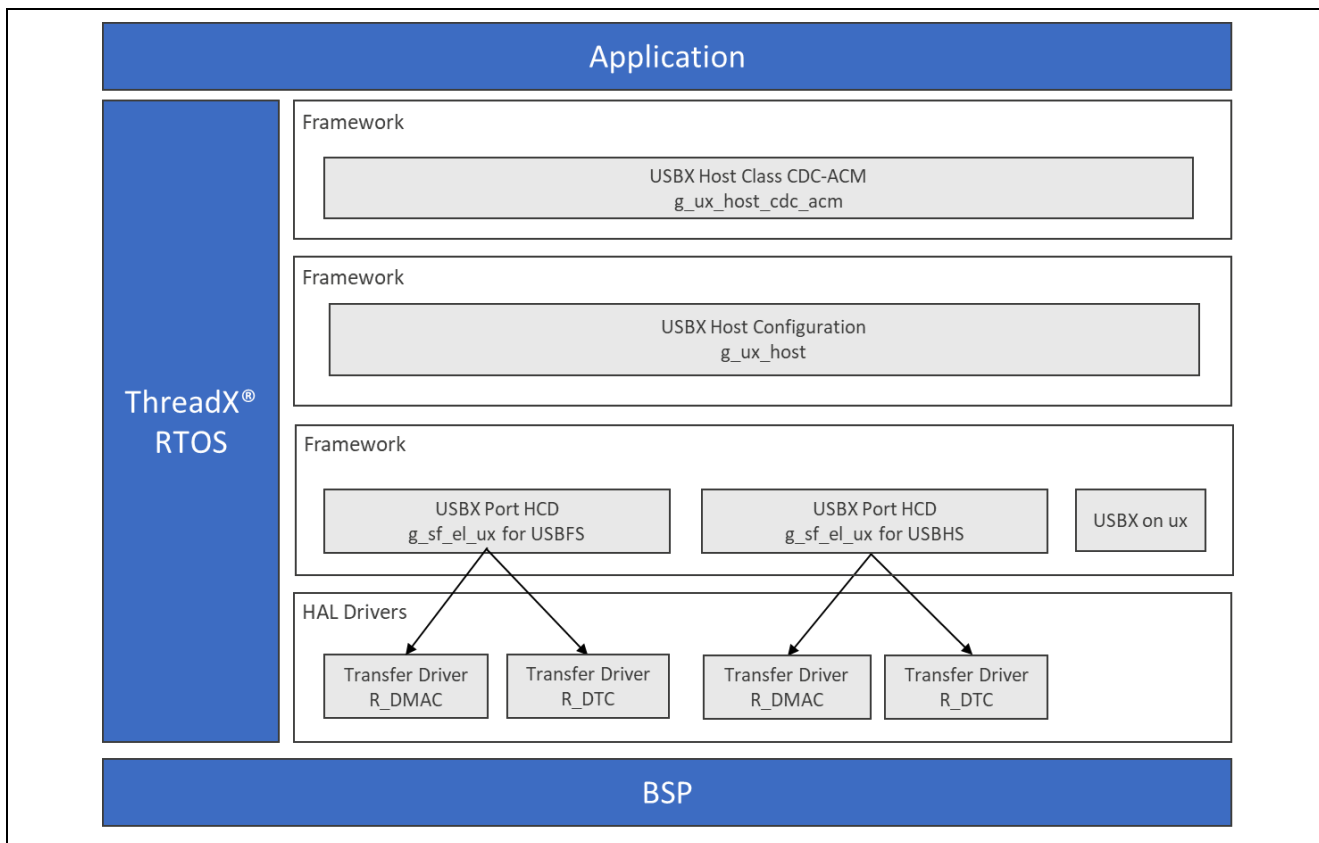 Application
ThreadX®
RTOS
Framework
USBX Host Class CDC-ACM
g_ux_host_cdc_acm
Framework
USBX Host Configuration
g_ux_host
Framework
USBX Port HCD
g_sf_el_ux for USBFS
USBX Port HCD
g_sf_el_ux for USBHS
USBX on ux
HAL Drivers
Transfer Driver
R_DMAC
Transfer Driver
R_DTC
Transfer Driver
R_DMAC
Transfer Driver
R_DTC
BSP